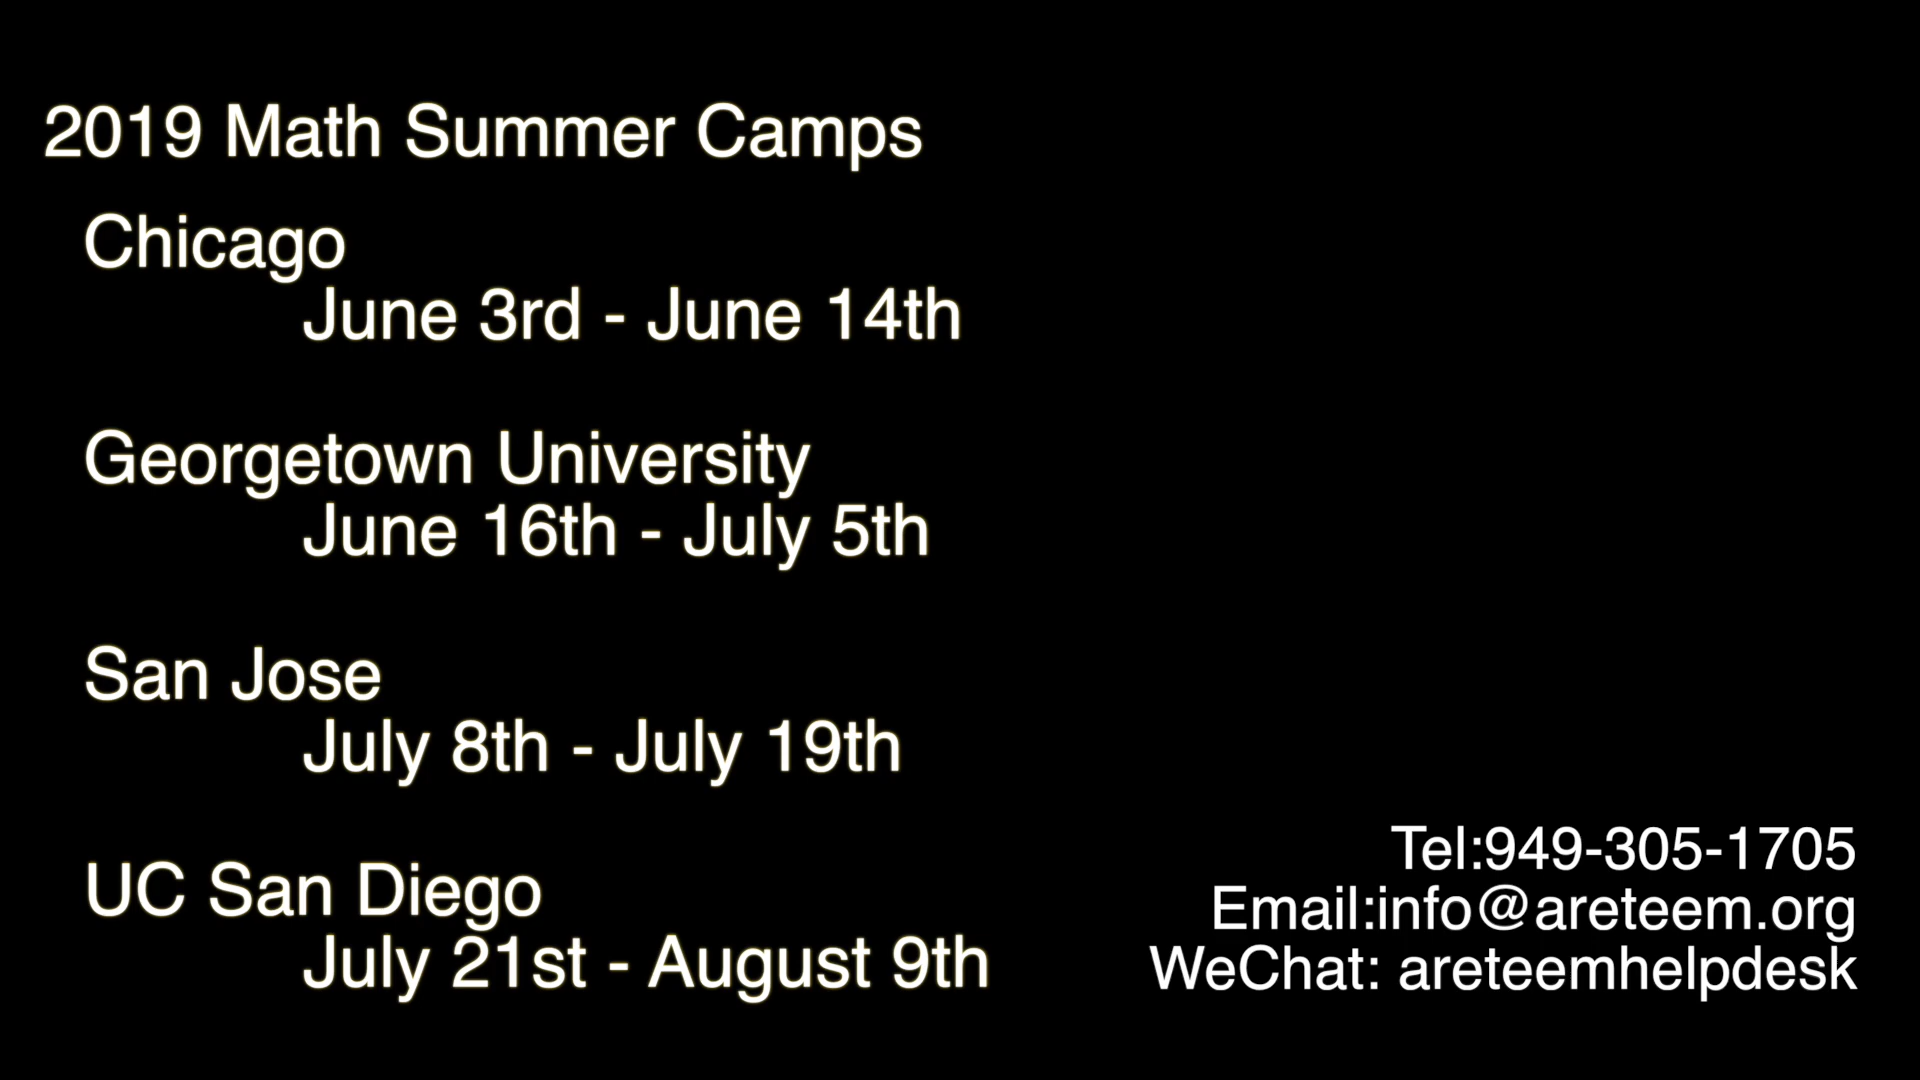 2019 Math Summer Camps
Chicago
June 3rd - June 14th
Georgetown University
June 16th - July 5th
San Jose
July 8th - July 19th
UC San Diego
July 21st - August 9th
Tel:949-305-1705
Email:info@areteem.org
WeChat: areteemhelpdesk